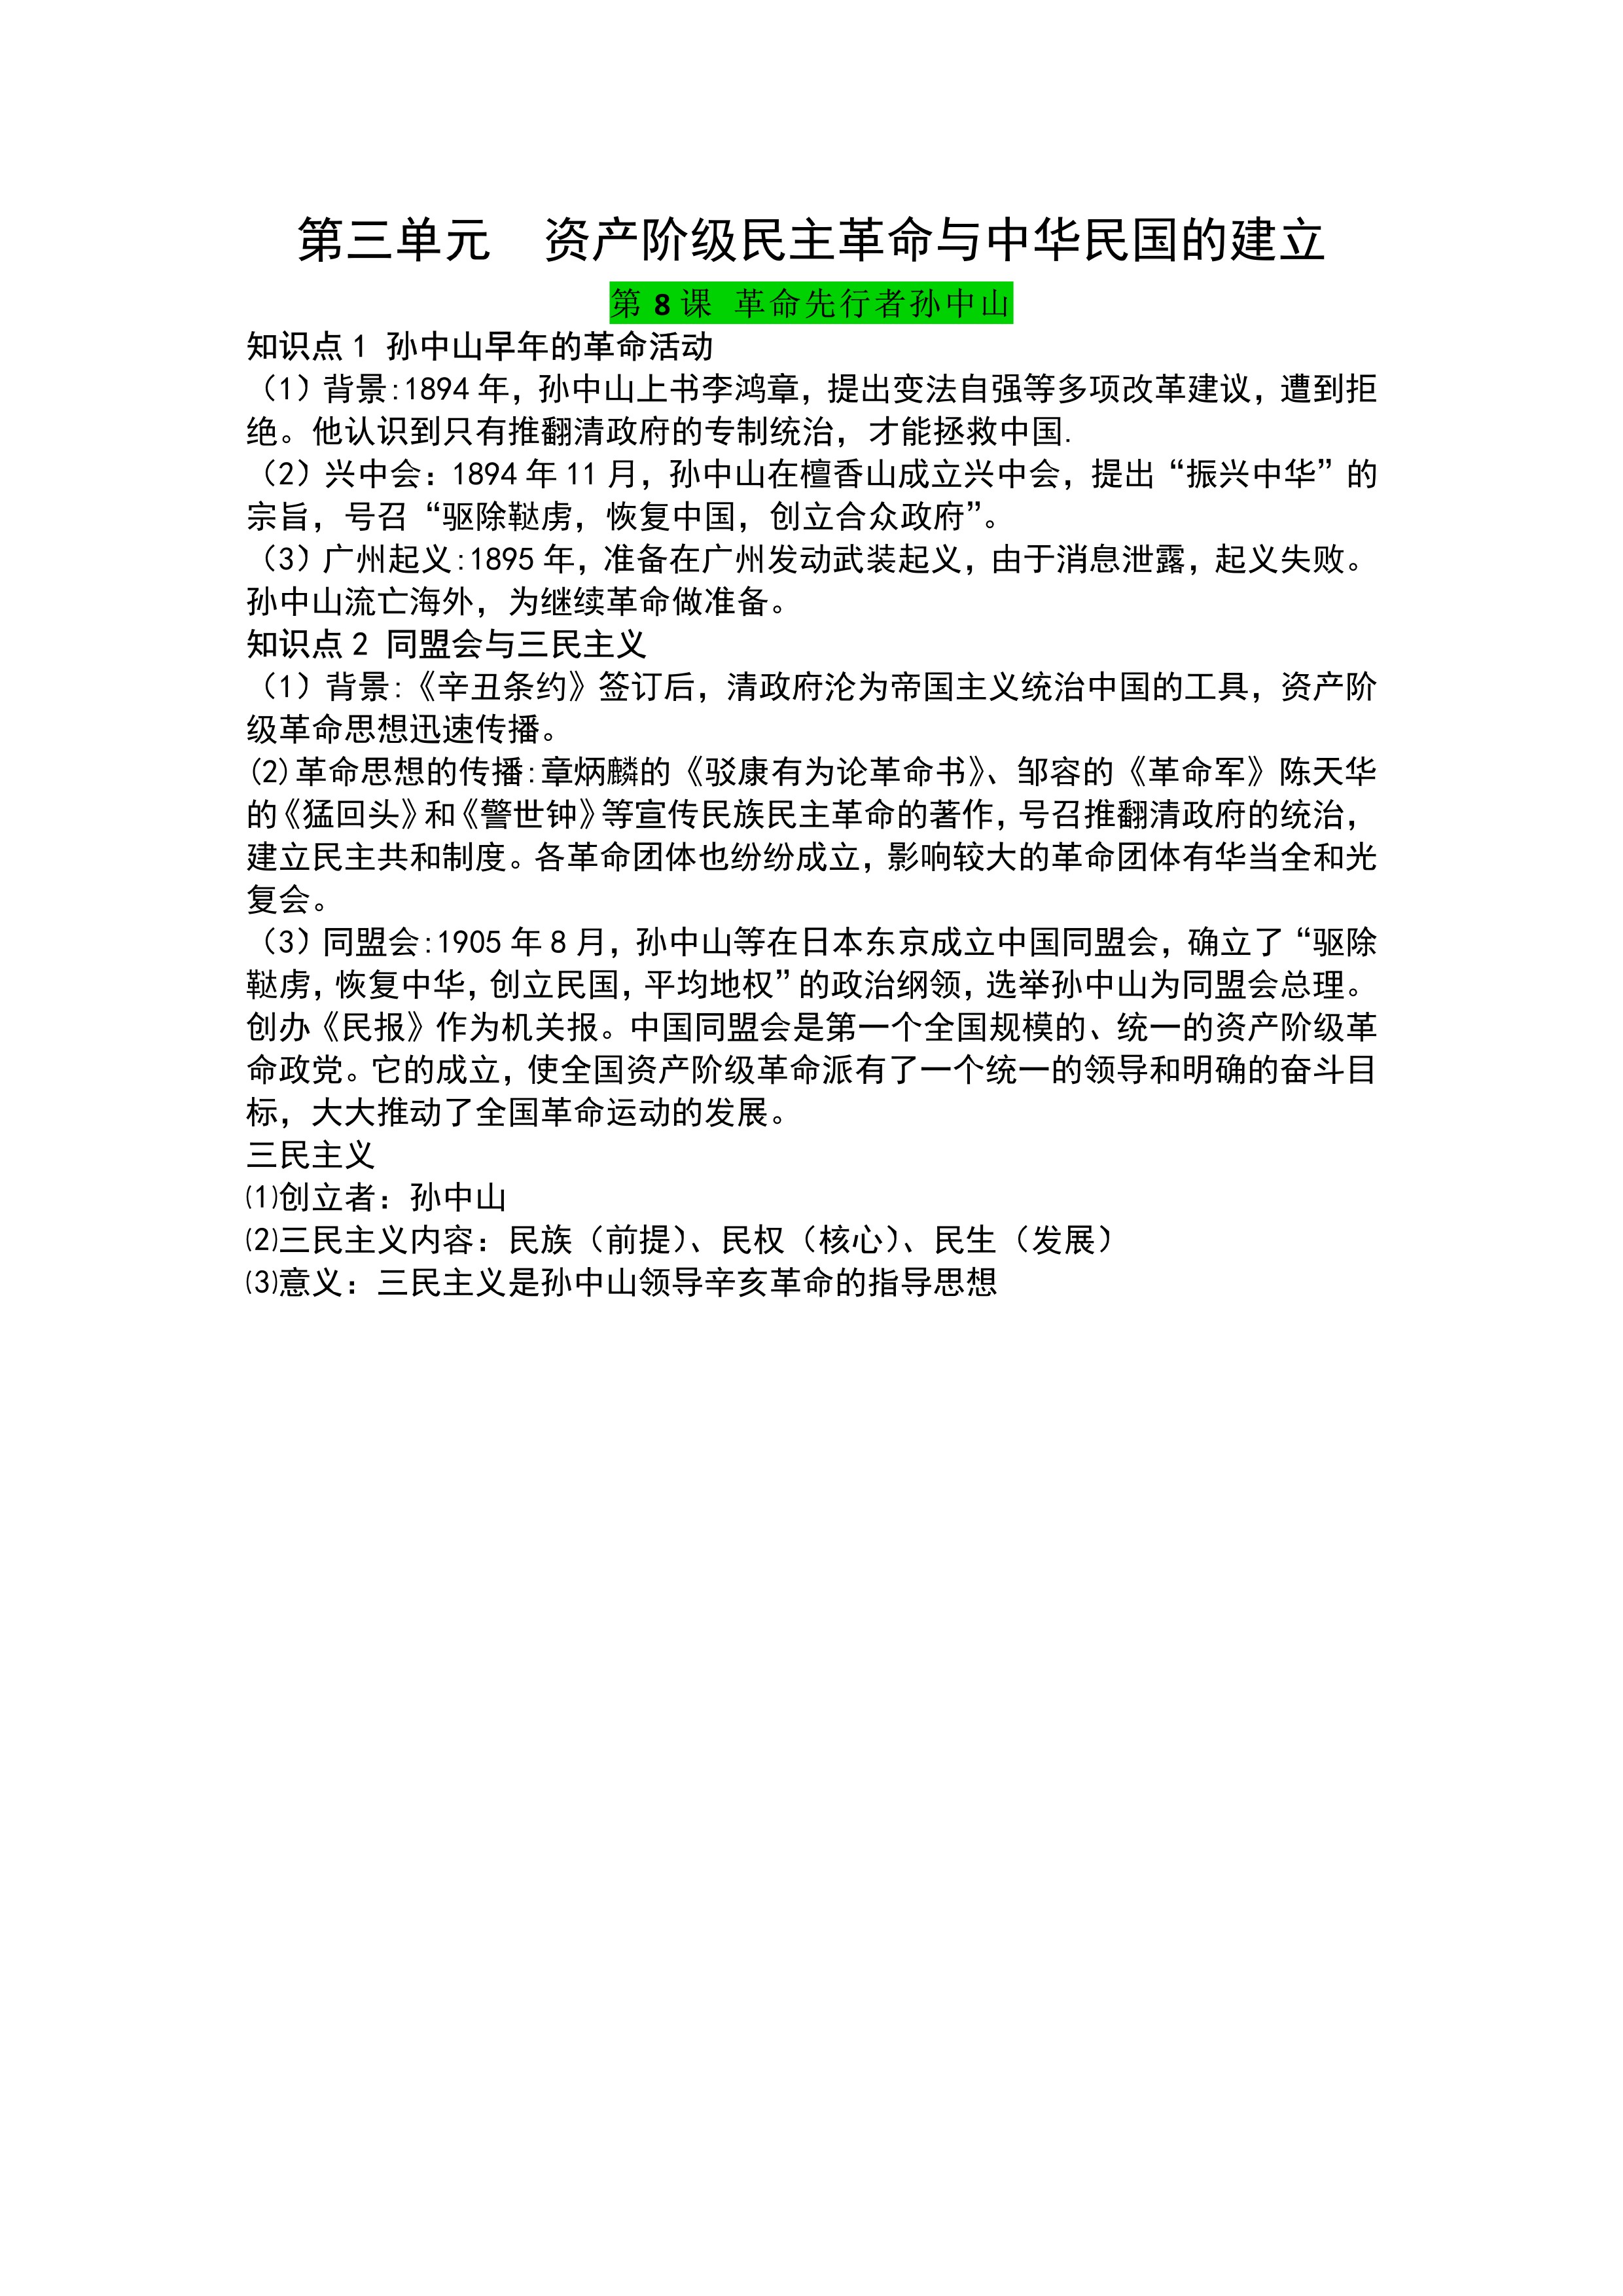 第三单元　资产阶级民主革命与中华民国的建立
第 8 课 革命先行者孙中山
知识点 1 孙中山早年的革命活动
（1）背景:1894 年，孙中山上书李鸿章，提出变法自强等多项改革建议，遭到拒
绝。他认识到只有推翻清政府的专制统治，才能拯救中国.
（2）兴中会：1894 年 11 月，孙中山在檀香山成立兴中会，提出“振兴中华”的
宗旨，号召“驱除鞑虏，恢复中国，创立合众政府”。
（3）广州起义:1895 年，准备在广州发动武装起义，由于消息泄露，起义失败。
孙中山流亡海外，为继续革命做准备。
知识点 2 同盟会与三民主义
（1）背景:《辛丑条约》签订后，清政府沦为帝国主义统治中国的工具，资产阶
级革命思想迅速传播。
(2)革命思想的传播:章炳麟的《驳康有为论革命书》、邹容的《革命军》陈天华
的《猛回头》和《警世钟》等宣传民族民主革命的著作，号召推翻清政府的统治，
建立民主共和制度。各革命团体也纷纷成立，影响较大的革命团体有华当全和光
复会。
（3）同盟会:1905 年 8 月，孙中山等在日本东京成立中国同盟会，确立了“驱除
鞑虏，恢复中华，创立民国，平均地权”的政治纲领，选举孙中山为同盟会总理。
创办《民报》作为机关报。中国同盟会是第一个全国规模的、统一的资产阶级革
命政党。它的成立，使全国资产阶级革命派有了一个统一的领导和明确的奋斗目
标，大大推动了全国革命运动的发展。
三民主义
⑴创立者：孙中山
⑵三民主义内容：民族（前提）、民权（核心）、民生（发展）
⑶意义：三民主义是孙中山领导辛亥革命的指导思想